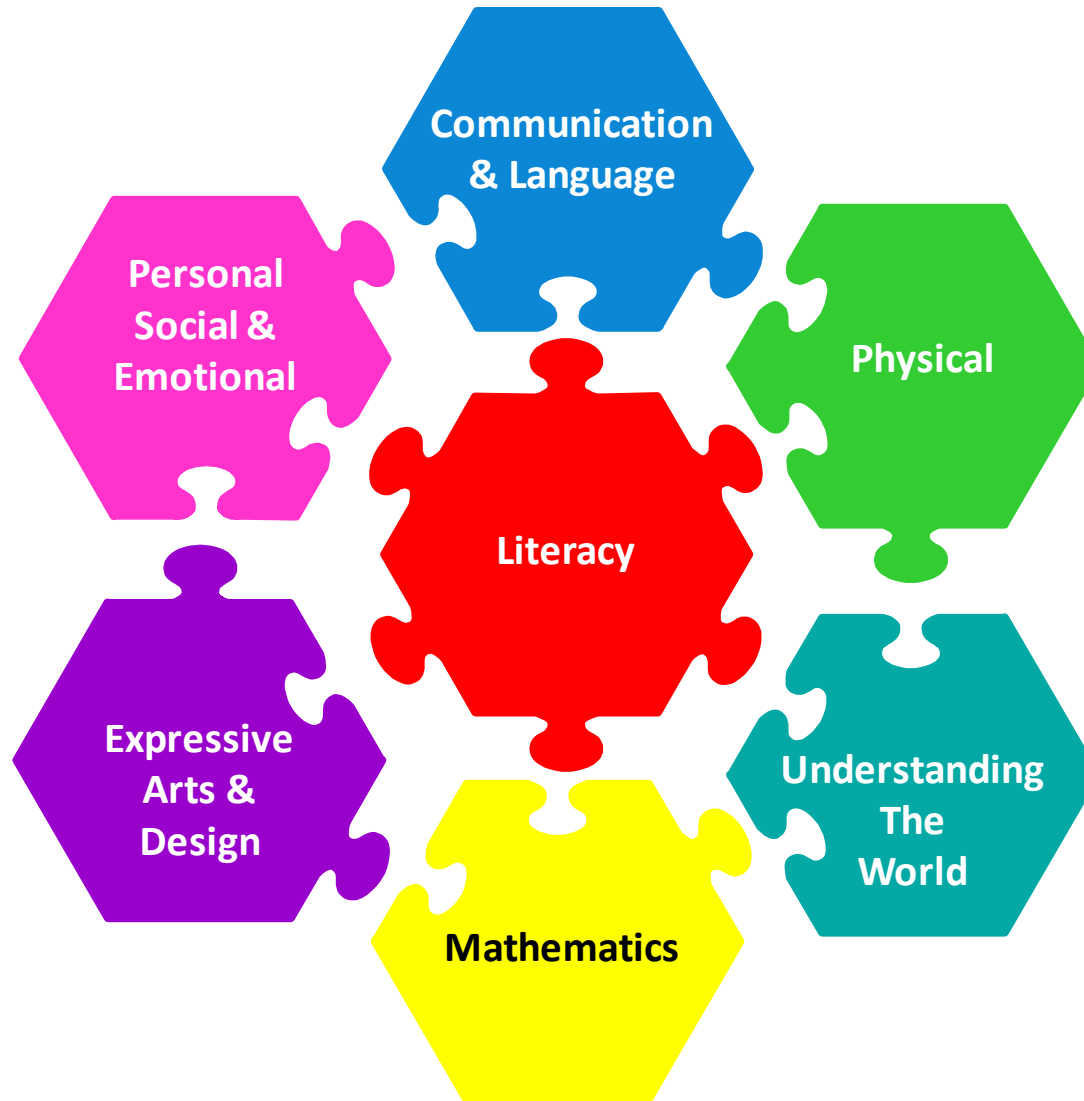 Communication
& Language
Personal
Social &
Emotional
Physical
Literacy
Expressive
Arts &
Design
Understanding
The
World
Mathematics